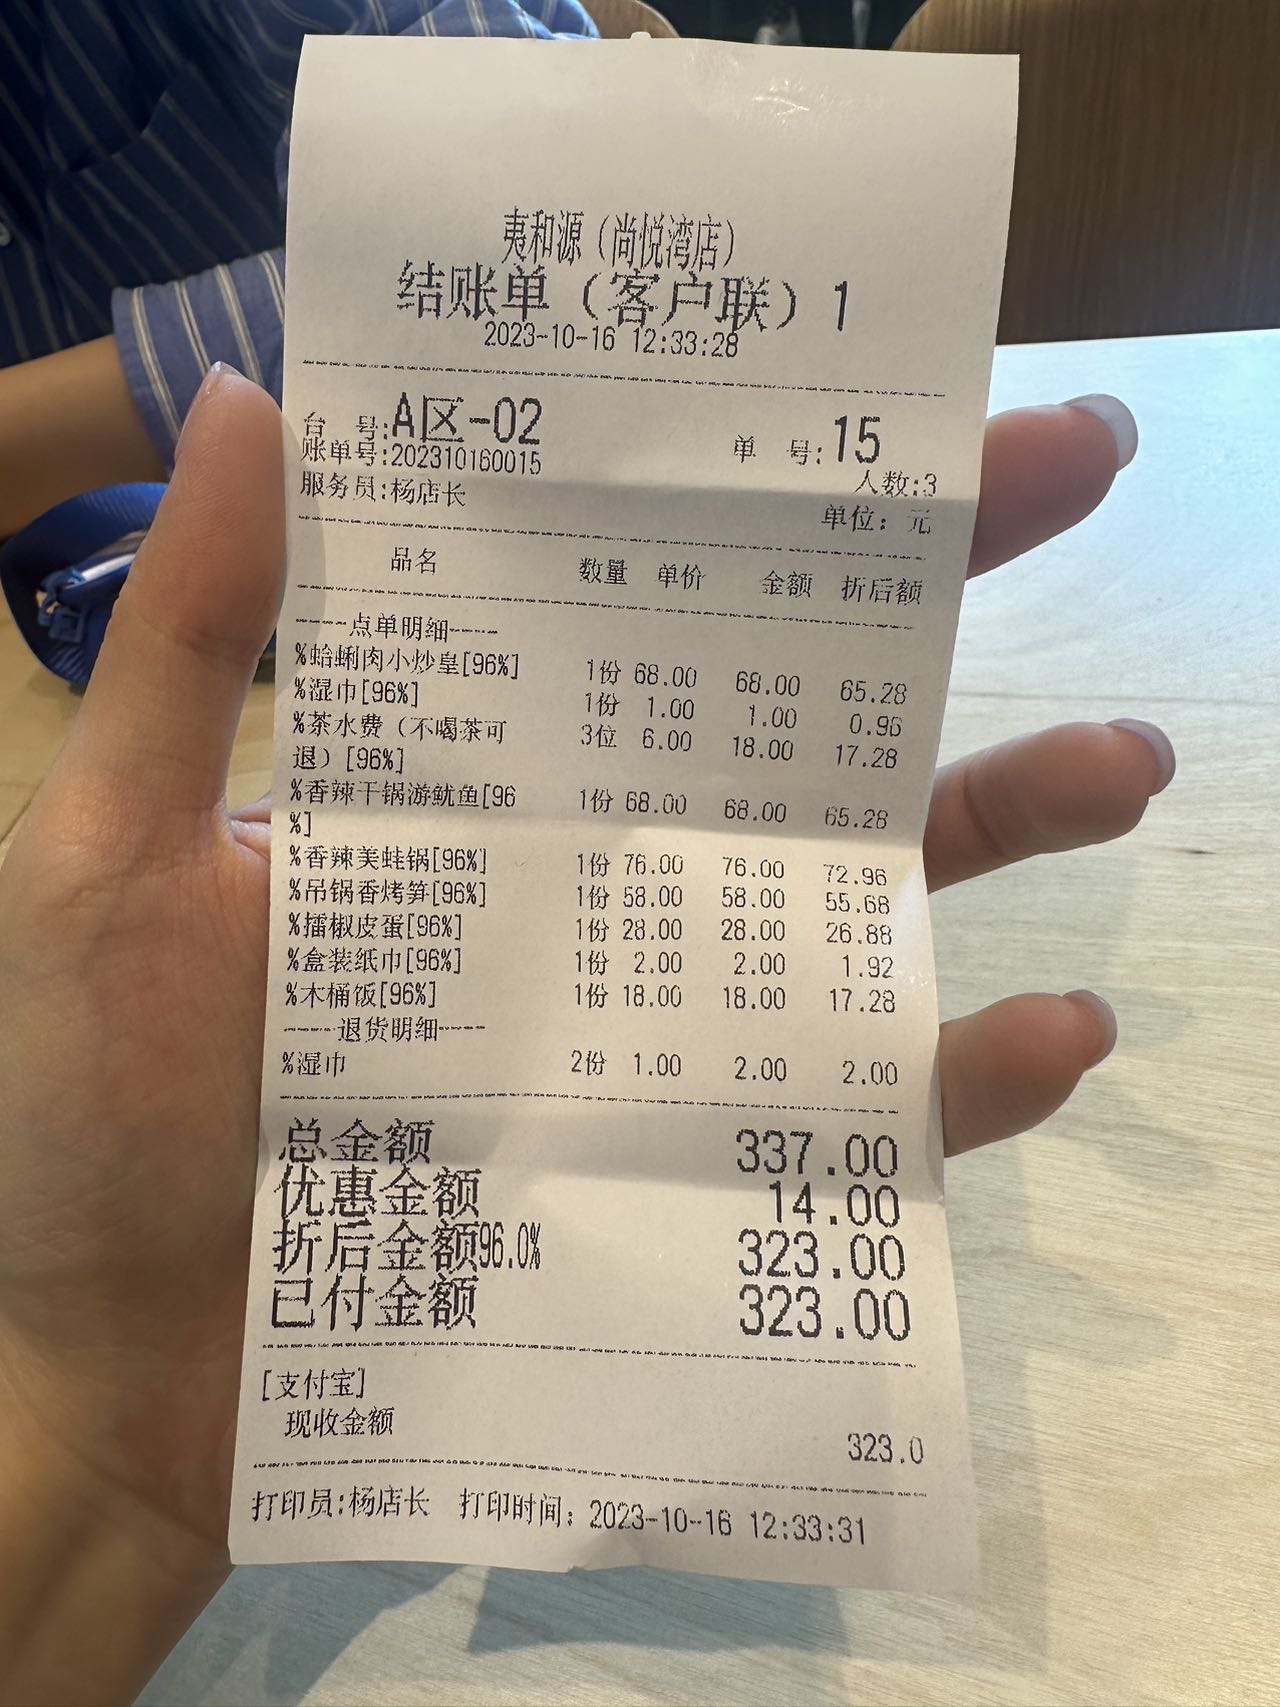 夷和源（尚悦湾店）
结账单（客户联）1
2023-10-16 12:33:28
台 号:A区-02 单 号:15
账单号:202310160015 人数:3
服务员:杨店长 单位：元
品名 数量 单价 金额 折后额
----点单明细----
%蛤蜊肉小炒皇[96%] 1份 68.00 68.00 65.28
%湿巾[96%] 1份 1.00 1.00 0.96
%茶水费（不喝茶可 3位 6.00 18.00 17.28
退）[96%]
%香辣干锅游鱿鱼[96 1份 68.00 68.00 65.28
%]
%香辣美蛙锅[96%] 1份 76.00 76.00 72.96
%吊锅香烤笋[96%] 1份 58.00 58.00 55.68
%擂椒皮蛋[96%] 1份 28.00 28.00 26.88
%盒装纸巾[96%] 1份 2.00 2.00 1.92
%木桶饭[96%] 1份 18.00 18.00 17.28
----退货明细----
%湿巾 2份 1.00 2.00 2.00
总金额 337.00
优惠金额 14.00
折后金额96.0% 323.00
已付金额 323.00
[支付宝]
现收金额 323.0
打印员:杨店长 打印时间：2023-10-16 12:33:31